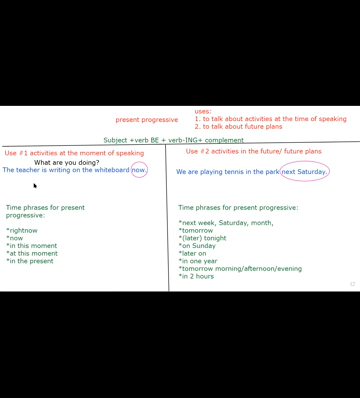 uses:
present progressive
1. to talk about activities at the time of speaking
2. to talk about future plans
Subject +verb BE + verb-ING+ complement
Use #1 activities at the moment of speaking
What are you doing?
The teacher is writing on the whiteboard now.
Time phrases for present
progressive:
*rightnow
*now
*in this moment
*at this moment
*in the present
Use #2 activities in the future/ future plans
We are playing tennis in the park next Saturday.
Time phrases for present progressive:
*next week, Saturday, month,
*tomorrow
*(later) tonight
*on Sunday
*later on
*in one year
*tomorrow morning/afternoon/evening
*in 2 hours